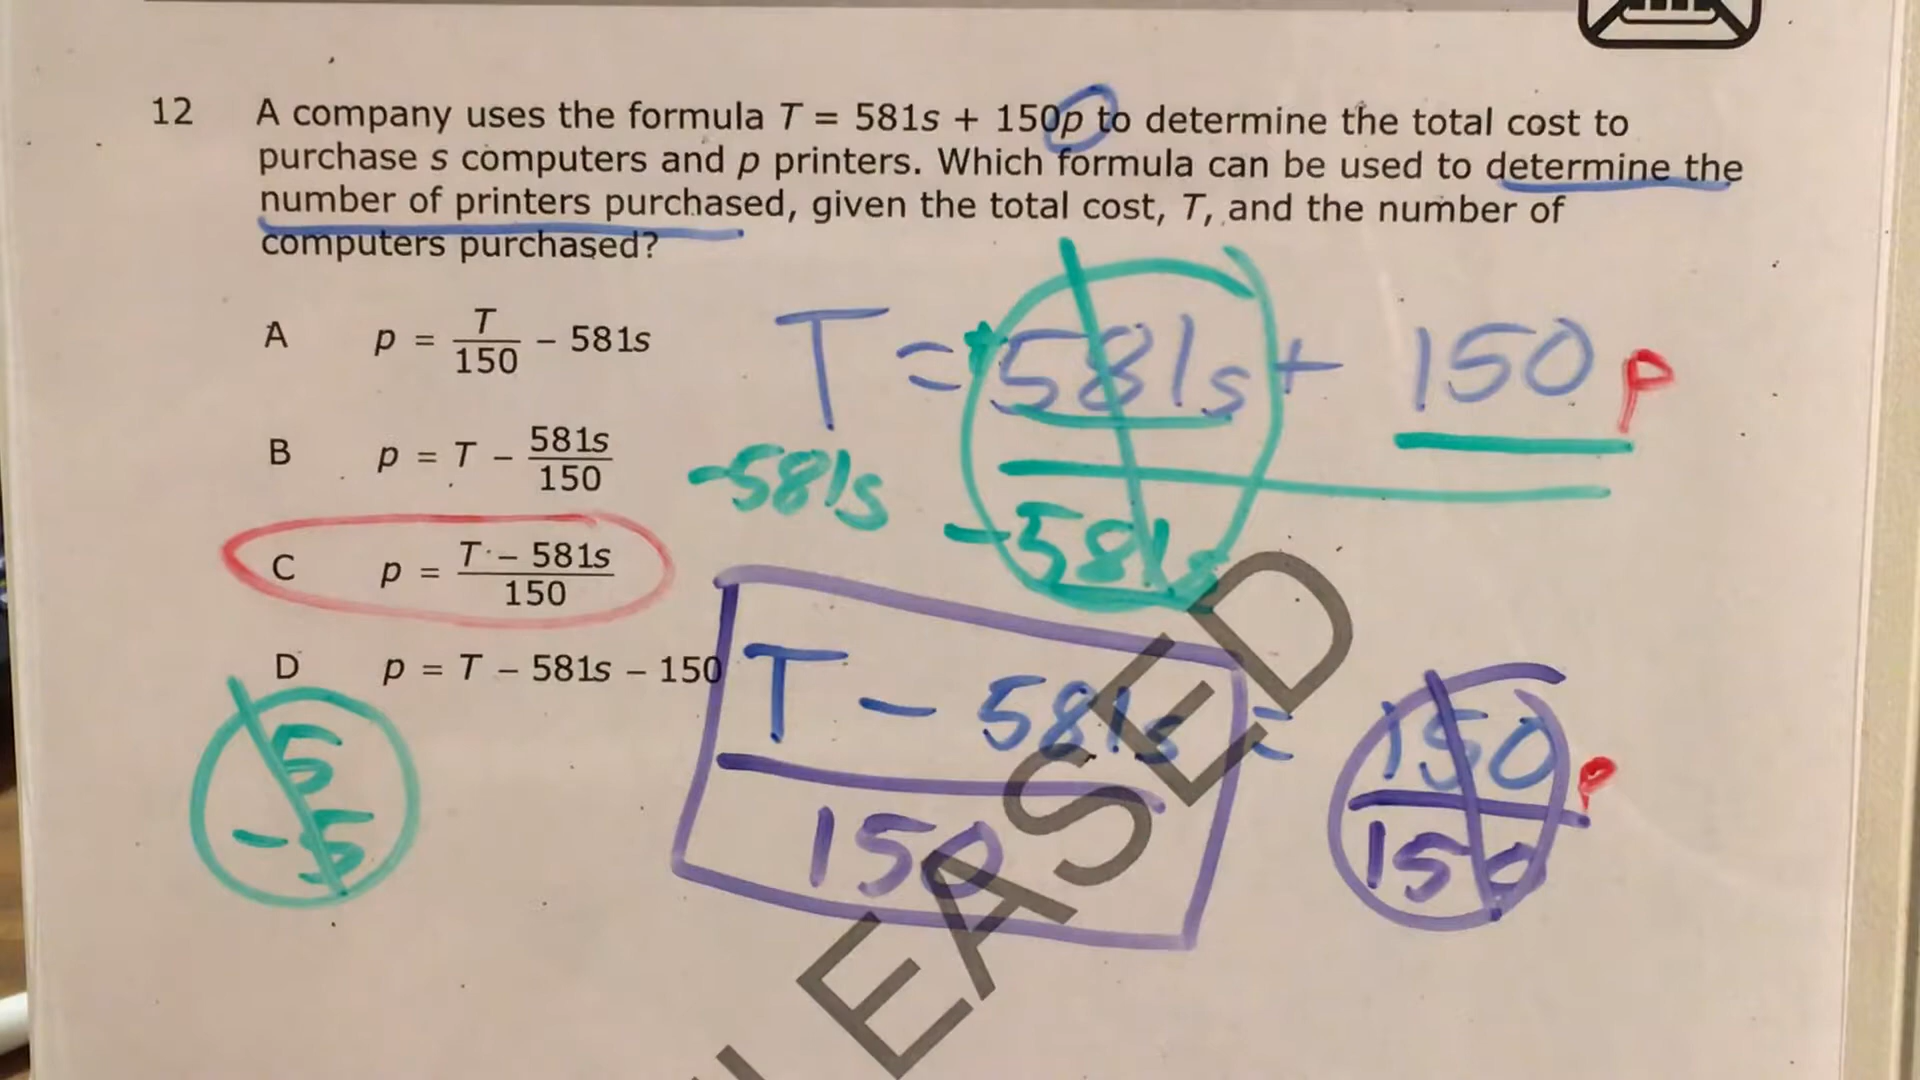 12 A company uses the formula T = 581s + 150p to determine the total cost to
purchase s computers and p printers. Which formula can be used to determine the
number of printers purchased, given the total cost, T, and the number of
computers purchased?
A p = T/150 − 581s
B p = T − 581s/150
C p = (T − 581s)/150
D p = T − 581s − 150
T = +581s + 150p
-581s -581s
T - 581s = 150p
150 150
5
-5
EASED